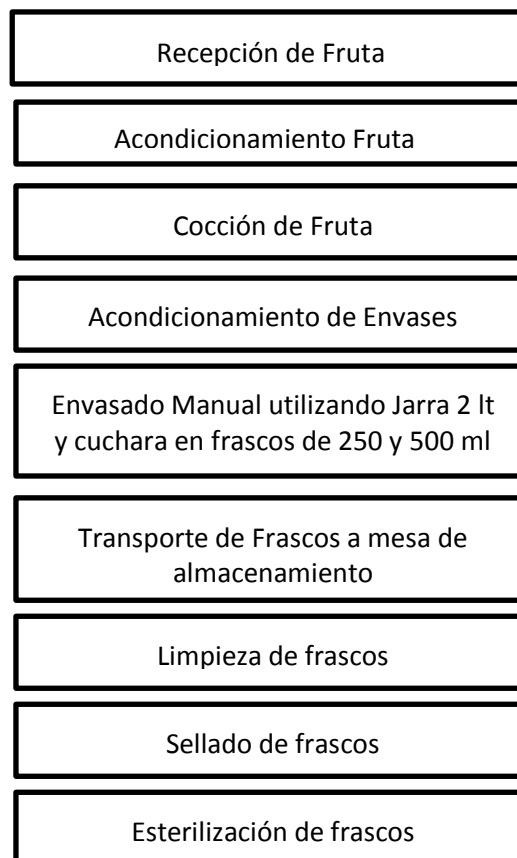 Recepción de Fruta
Acondicionamiento Fruta
Cocción de Fruta
Acondicionamiento de Envases
Envasado Manual utilizando Jarra 2 lt
y cuchara en frascos de 250 y 500 ml
Transporte de Frascos a mesa de
almacenamiento
Limpieza de frascos
Sellado de frascos
Esterilización de frascos